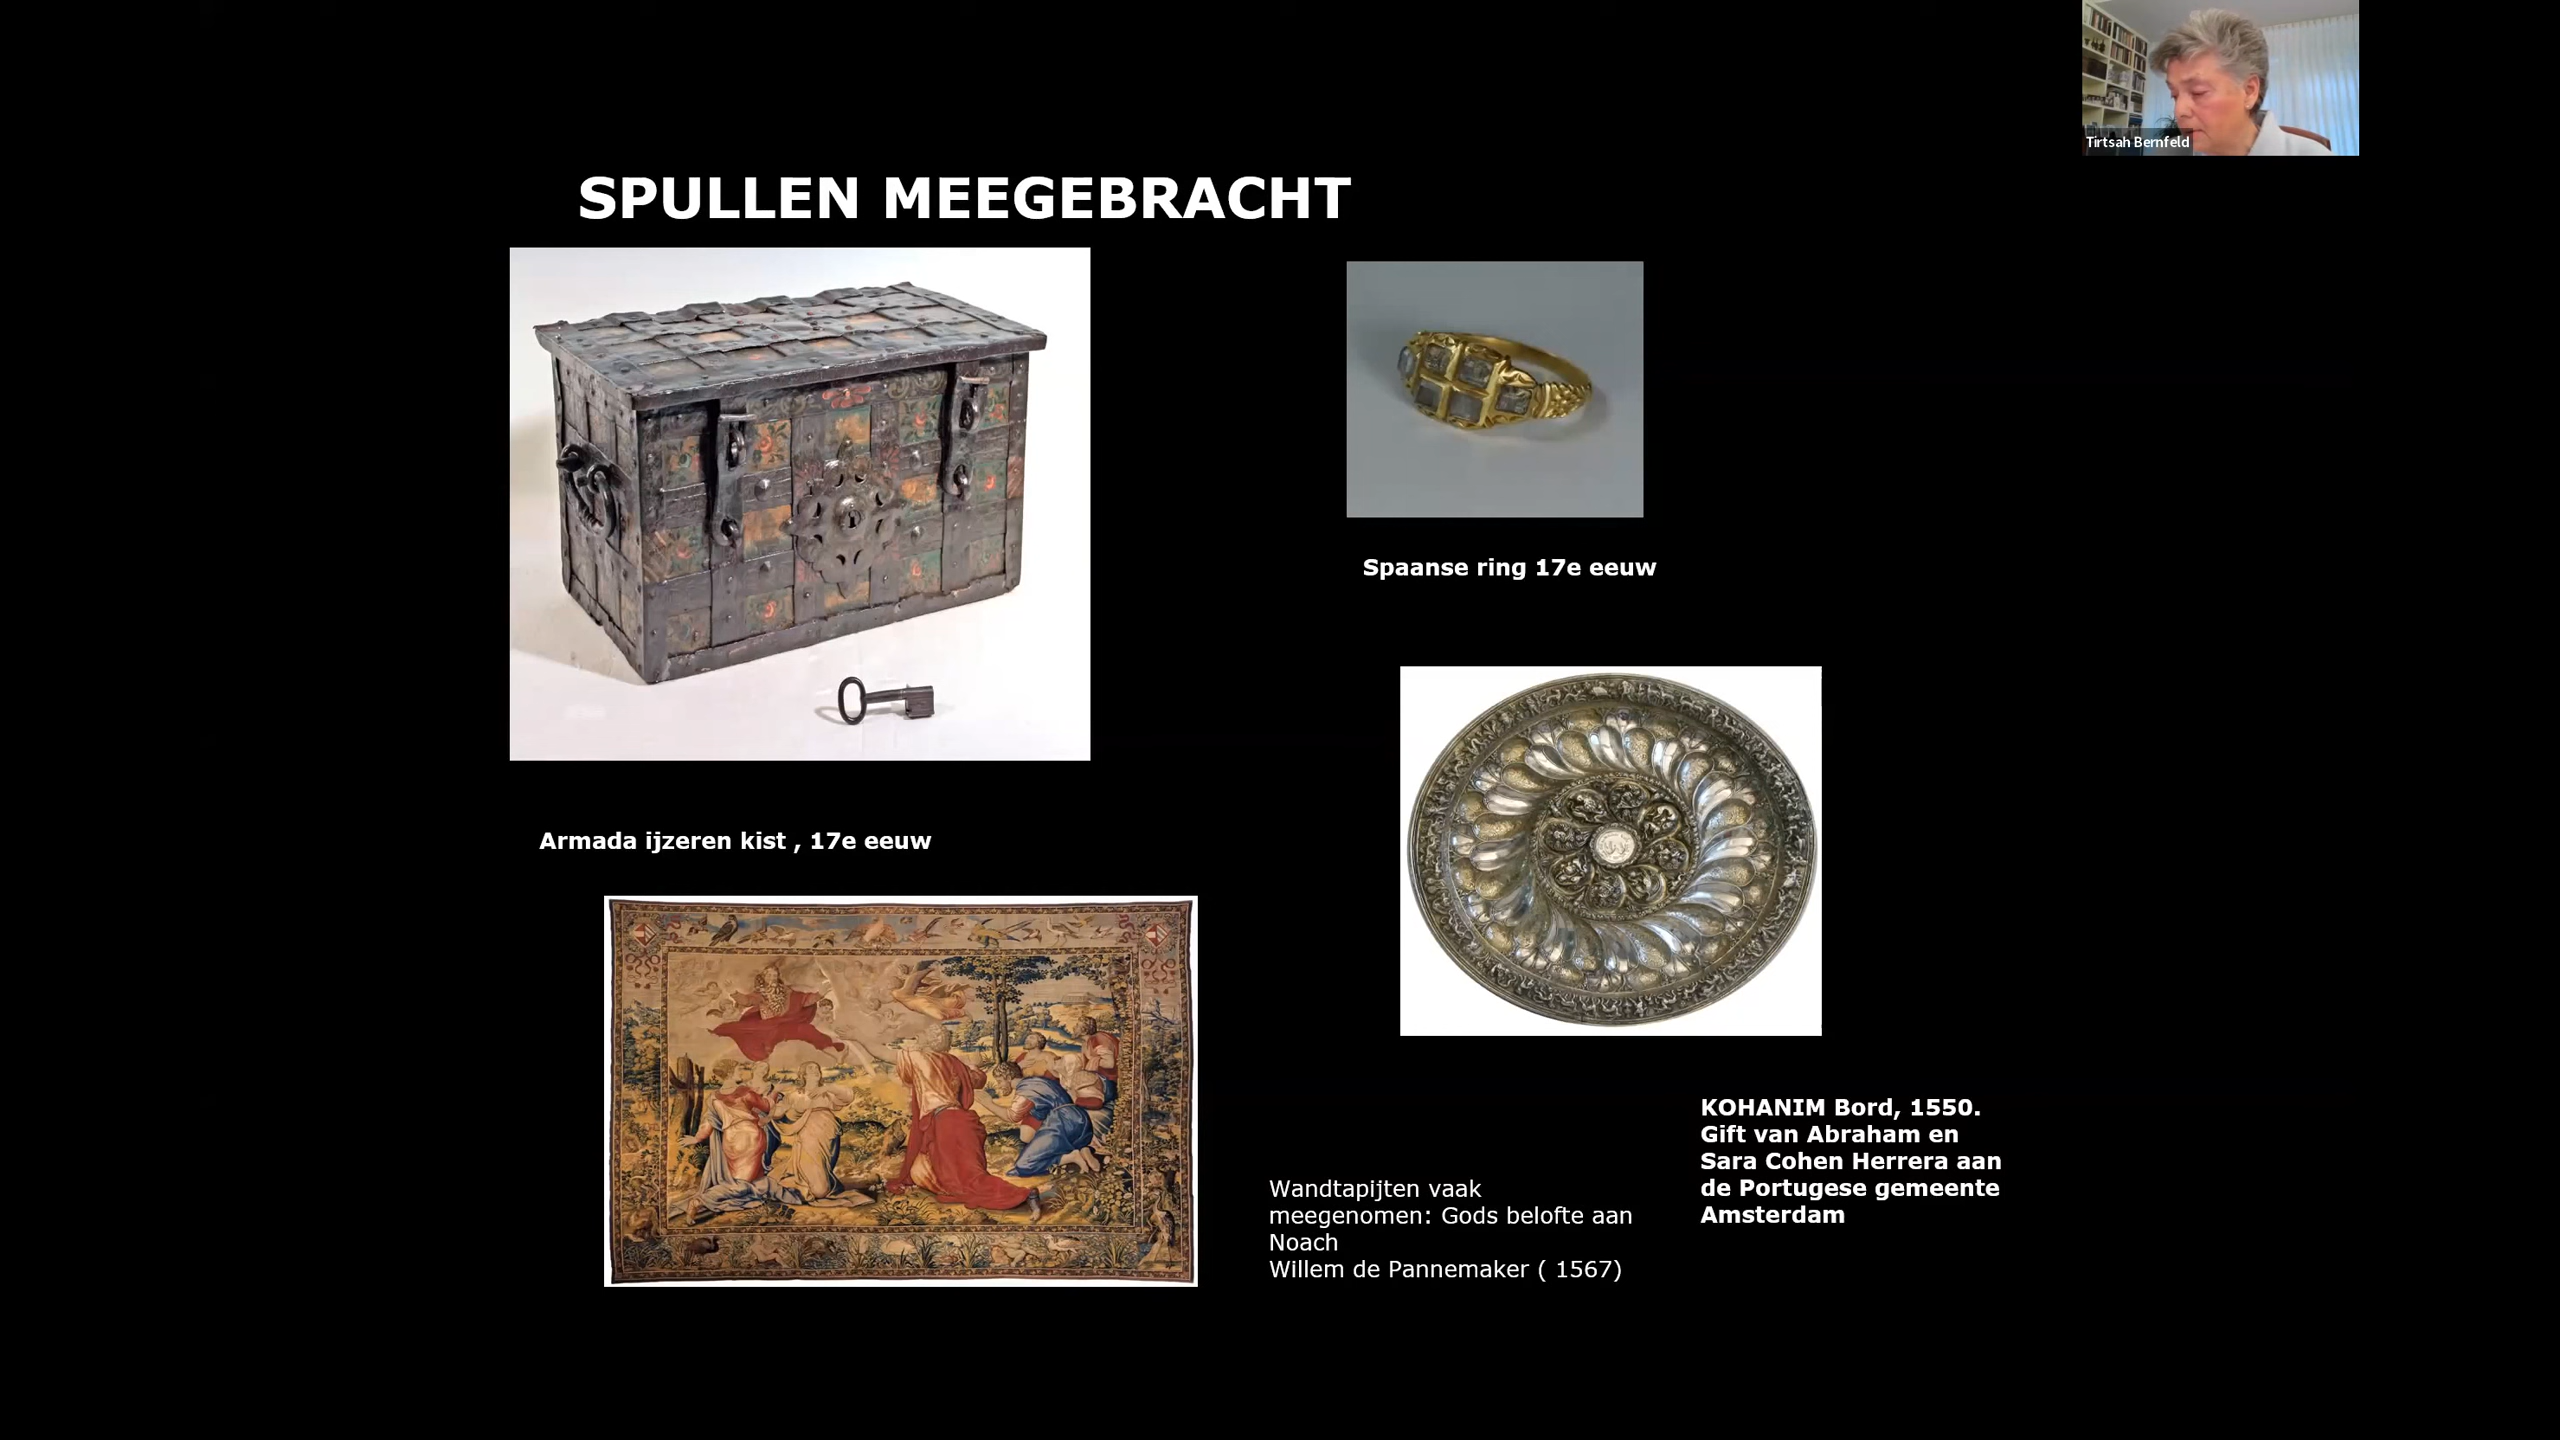 Tirtsah Bernfeld
SPULLEN MEEGEBRACHT
Spaanse ring 17e eeuw
Armada ijzeren kist , 17e eeuw
KOHANIM Bord, 1550.
Gift van Abraham en
Sara Cohen Herrera aan
de Portugese gemeente
Amsterdam
Wandtapijten vaak
meegenomen: Gods belofte aan
Noach
Willem de Pannemaker ( 1567)